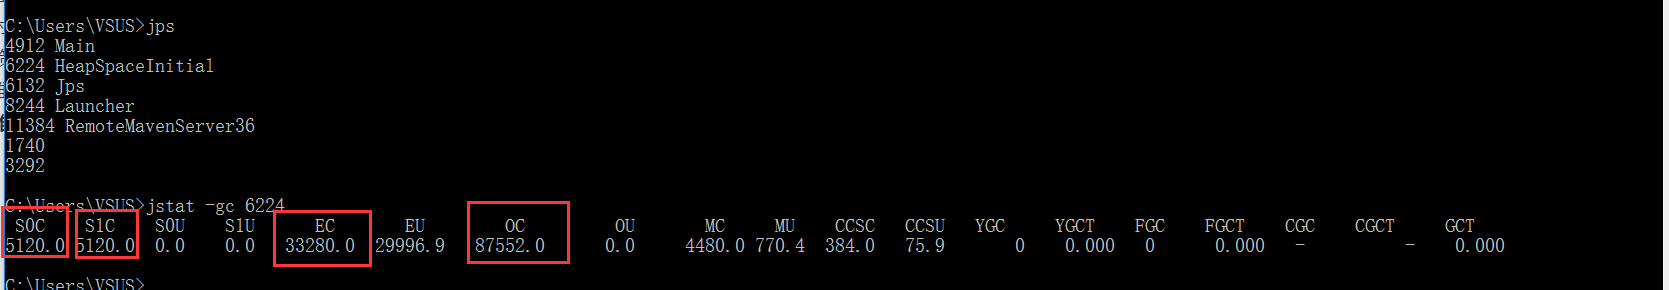 C:\Users\VSUS>jps
4912 Main
6224 HeapSpaceInitial
6132 Jps
8244 Launcher
11384 RemoteMavenServer36
1740
3292
C:\Users\VSUS>jstat -gc 6224
S0C S1C S0U S1U EC EU OC OU MC MU CCSC CCSU YGC YGCT FGC FGCT CGC CGCT GCT
5120.0 5120.0 0.0 0.0 33280.0 29996.9 87552.0 0.0 4480.0 770.4 384.0 75.9 0 0.000 0 0.000 - - 0.000
C:\Users\VSUS>